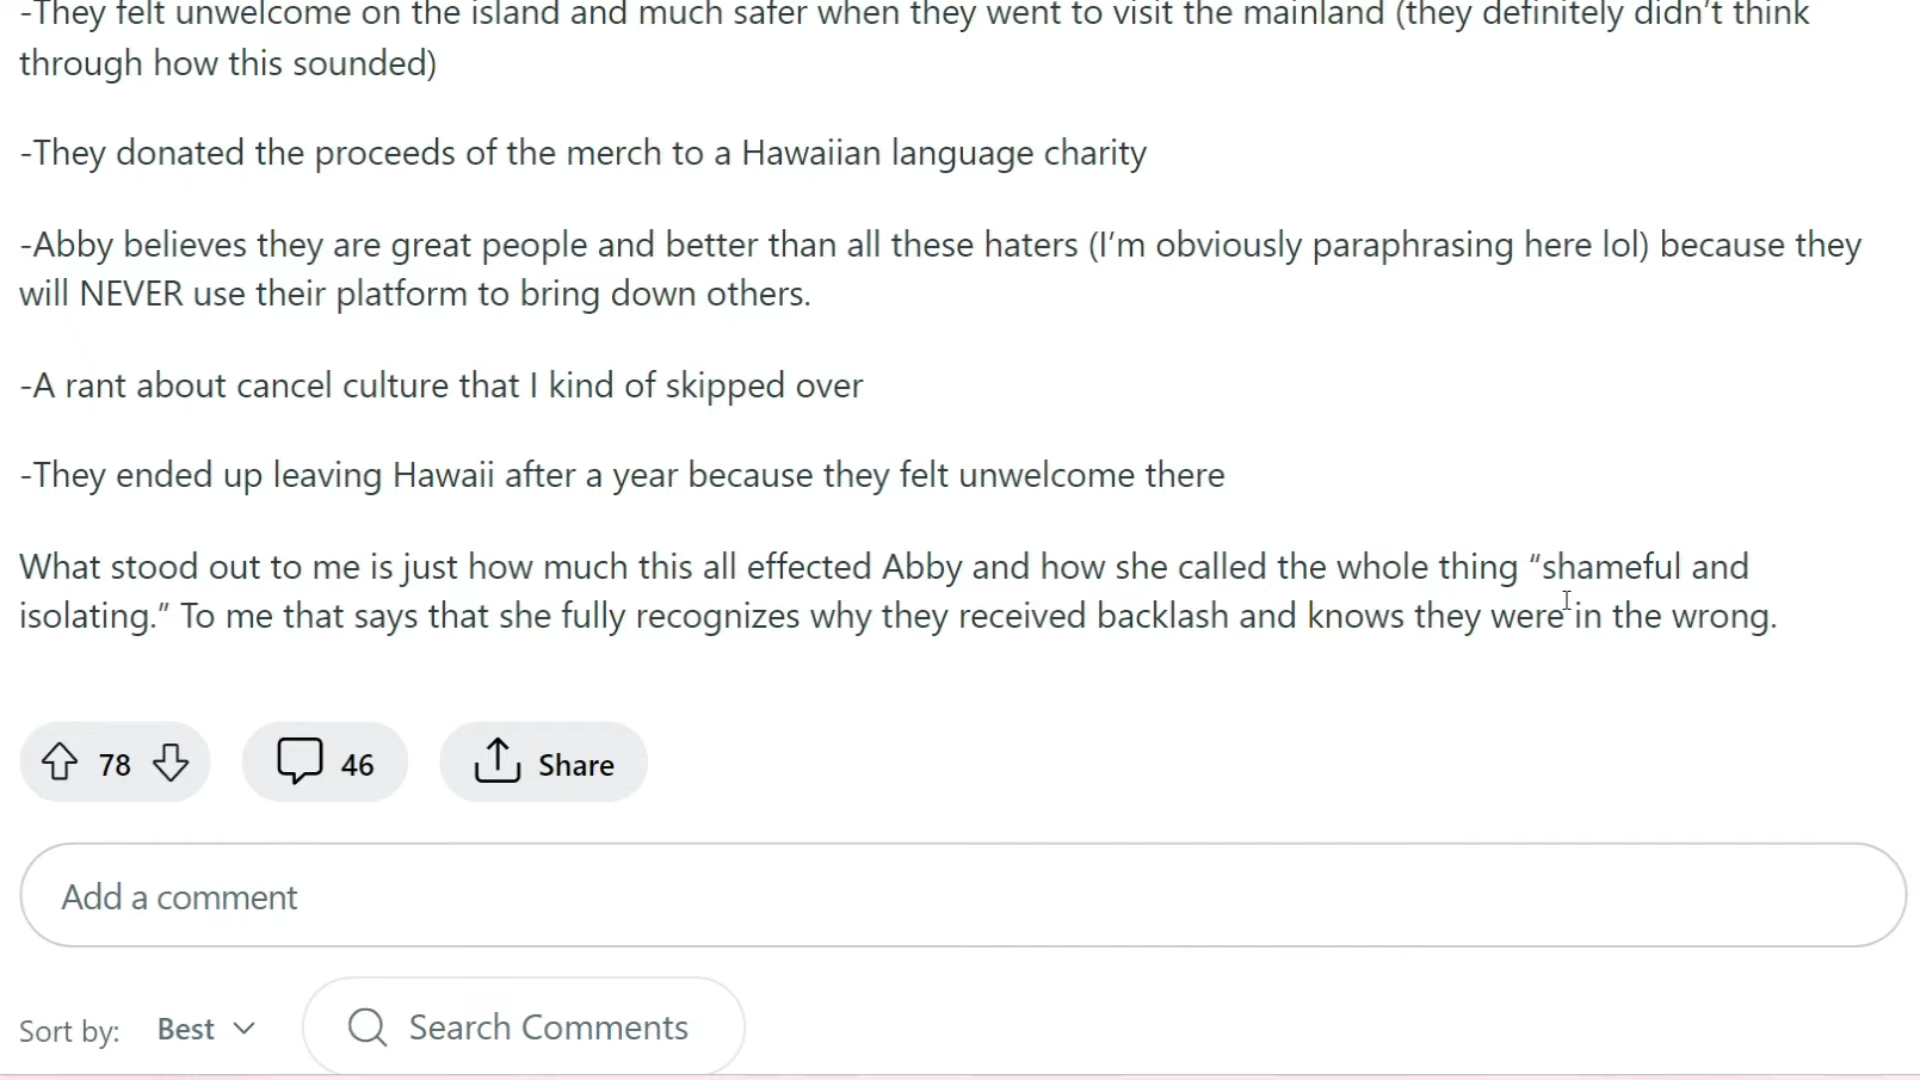 -They felt unwelcome on the island and much safer when they went to visit the mainland (they definitely didn't think
through how this sounded)
-They donated the proceeds of the merch to a Hawaiian language charity
-Abby believes they are great people and better than all these haters (I'm obviously paraphrasing here lol) because they
will NEVER use their platform to bring down others.
-A rant about cancel culture that I kind of skipped over
-They ended up leaving Hawaii after a year because they felt unwelcome there
What stood out to me is just how much this all effected Abby and how she called the whole thing “shameful and
isolating.” To me that says that she fully recognizes why they received backlash and knows they were in the wrong.
78 46 Share
Add a comment
Sort by: Best Search Comments